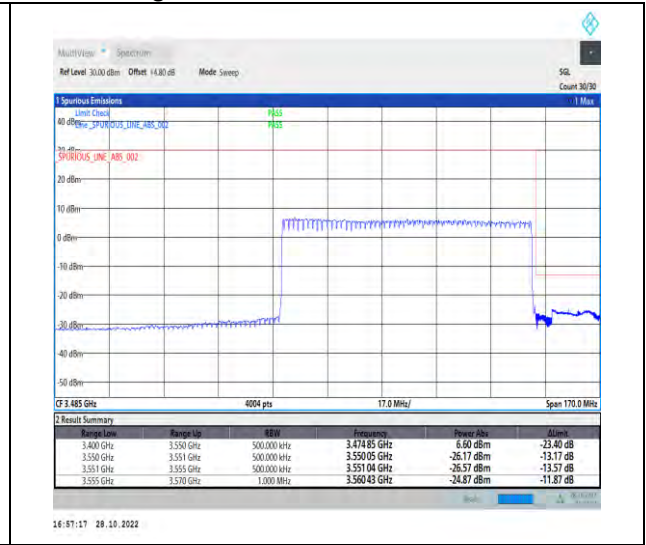 MultiView Spectrum
Ref Level 30.00 dBm Offset 14.80 dB Mode Sweep SGL
Count 30/30
1 Spurious Emissions 1 Max
Limit Check PASS
40 dBm
Line _SPURIOUS_LINE_ABS_002 PASS
_SPURIOUS_LINE_ABS_002
20 dBm
10 dBm
0 dBm
-10 dBm
-20 dBm
-30 dBm
-40 dBm
-50 dBm
CF 3.485 GHz 4004 pts 17.0 MHz/ Span 170.0 MHz
2 Result Summary
Range Low Range Up RBW Frequency Power Abs ΔLimit
3.400 GHz 3.550 GHz 500.000 kHz 3.474 85 GHz 6.60 dBm -23.40 dB
3.550 GHz 3.551 GHz 500.000 kHz 3.550 05 GHz -26.17 dBm -13.17 dB
3.551 GHz 3.555 GHz 500.000 kHz 3.551 04 GHz -26.57 dBm -13.57 dB
3.555 GHz 3.570 GHz 1.000 MHz 3.560 43 GHz -24.87 dBm -11.87 dB
16:57:17 28.10.2022